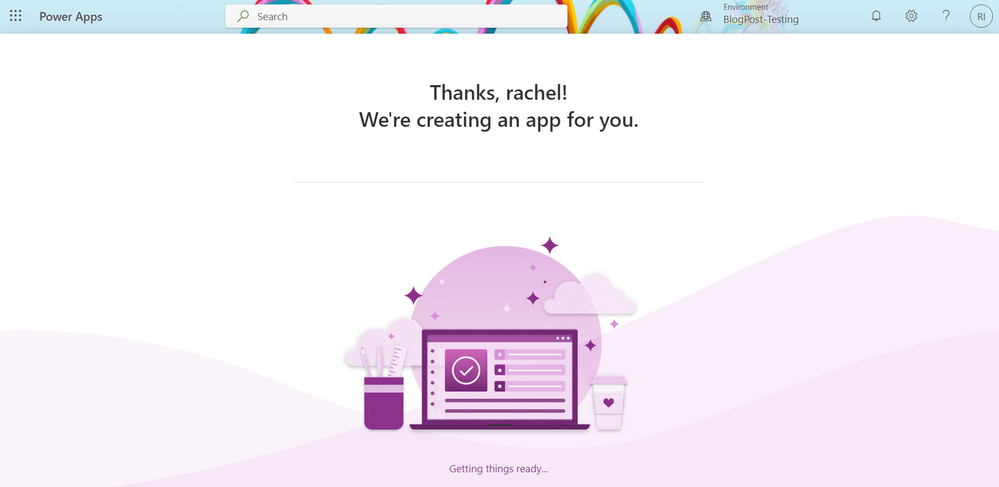 Power Apps
Search
Environment
BlogPost-Testing
?
RI
Thanks, rachel!
We're creating an app for you.
Getting things ready...